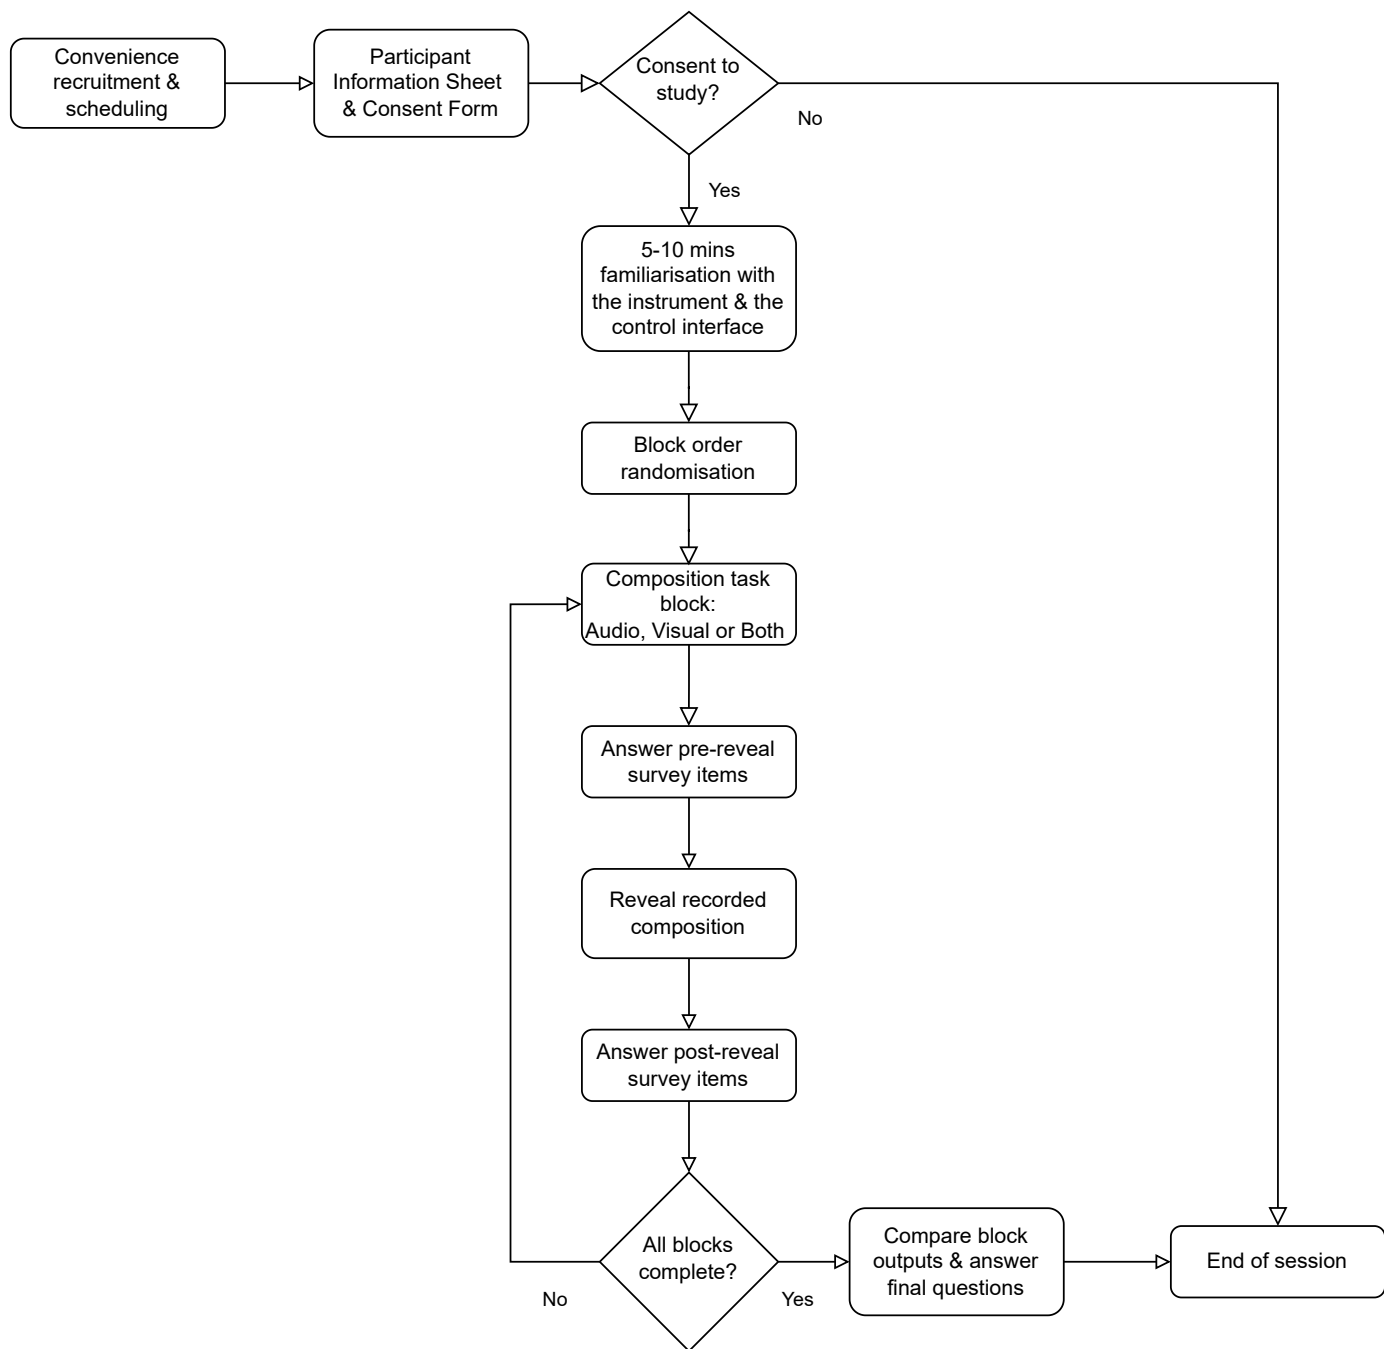 Convenience
recruitment &
scheduling
Participant
Information Sheet
& Consent Form
Consent to
study?
No
Yes
5-10 mins
familiarisation with
the instrument & the
control interface
Block order
randomisation
Composition task
block:
Audio, Visual or Both
Answer pre-reveal
survey items
Reveal recorded
composition
Answer post-reveal
survey items
All blocks
complete?
No
Yes
Compare block
outputs & answer
final questions
End of session